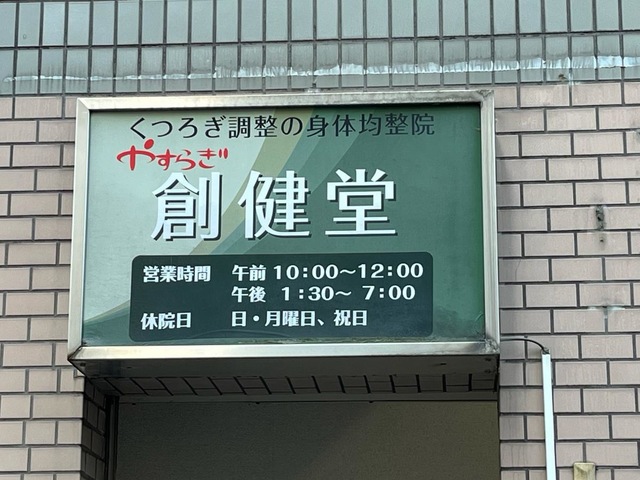 くつろぎ調整の身体均整院
やすらぎ
創健堂
営業時間 午前 10:00～12:00
午後 1:30～ 7:00
休院日 日・月曜日、祝日